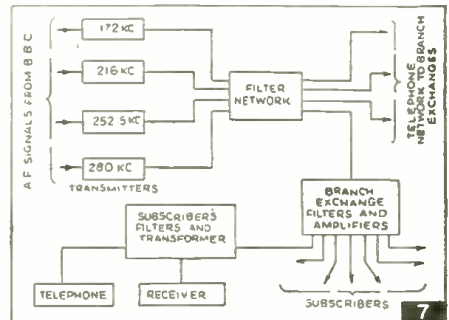 A F SIGNALS FROM B B C
172 KC
216 KC
252 5 KC
280 KC
TRANSMITTERS
FILTER
NETWORK
TELEPHONE
NETWORK TO BRANCH
EXCHANGES
BRANCH
EXCHANGE
FILTERS AND
AMPLIFIERS
SUBSCRIBERS
FILTERS AND
TRANSFORMER
TELEPHONE
RECEIVER
SUBSCRIBERS
7